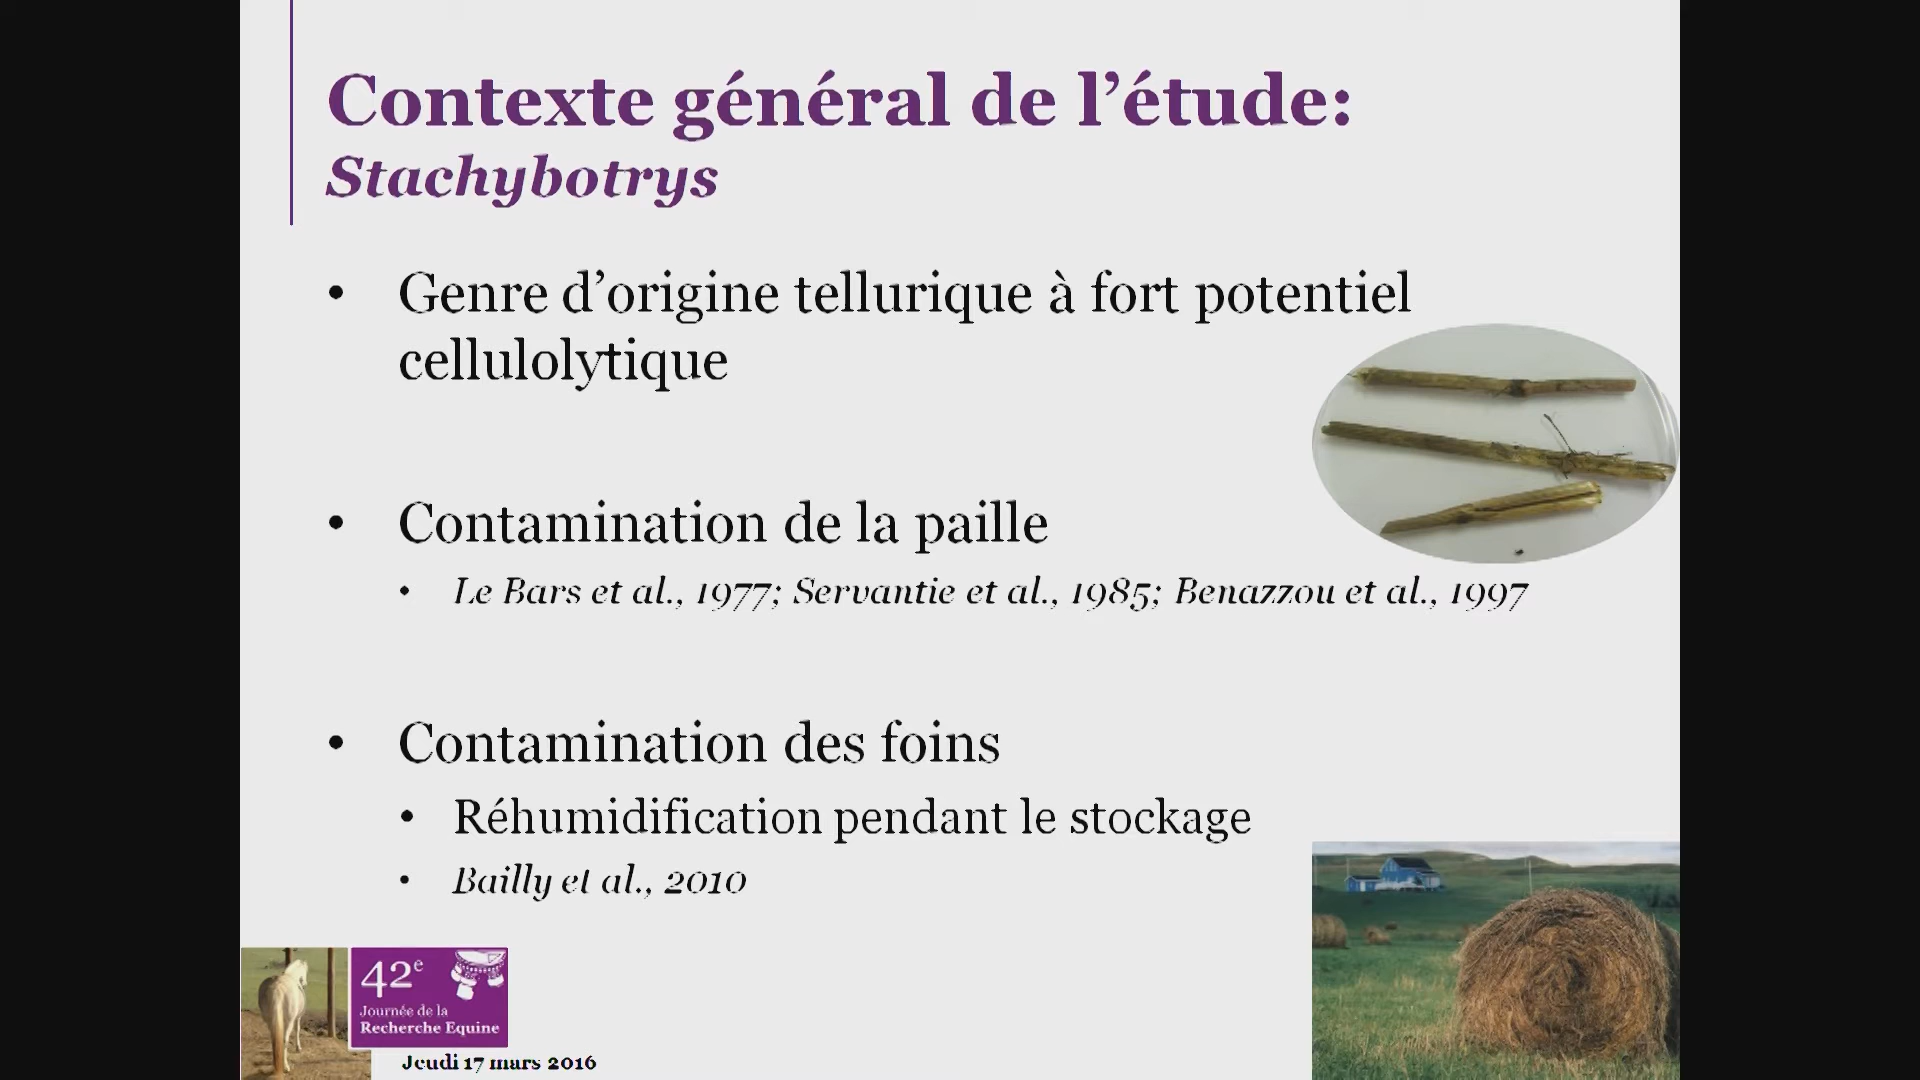 Contexte général de l’étude:
Stachybotrys
• Genre d’origine tellurique à fort potentiel
cellulolytique
• Contamination de la paille
• Le Bars et al., 1977; Servantie et al., 1985; Benazzou et al., 1997
• Contamination des foins
• Réhumidification pendant le stockage
• Bailly et al., 2010
42e
Journée de la
Recherche Equine
Jeudi 17 mars 2016